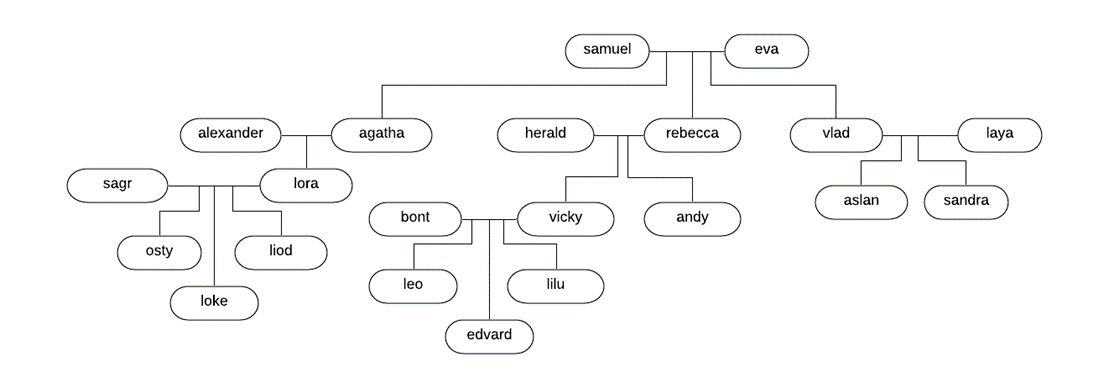 samuel
eva
alexander
agatha
herald
rebecca
vlad
laya
sagr
lora
bont
vicky
andy
aslan
sandra
osty
liod
loke
leo
lilu
edvard